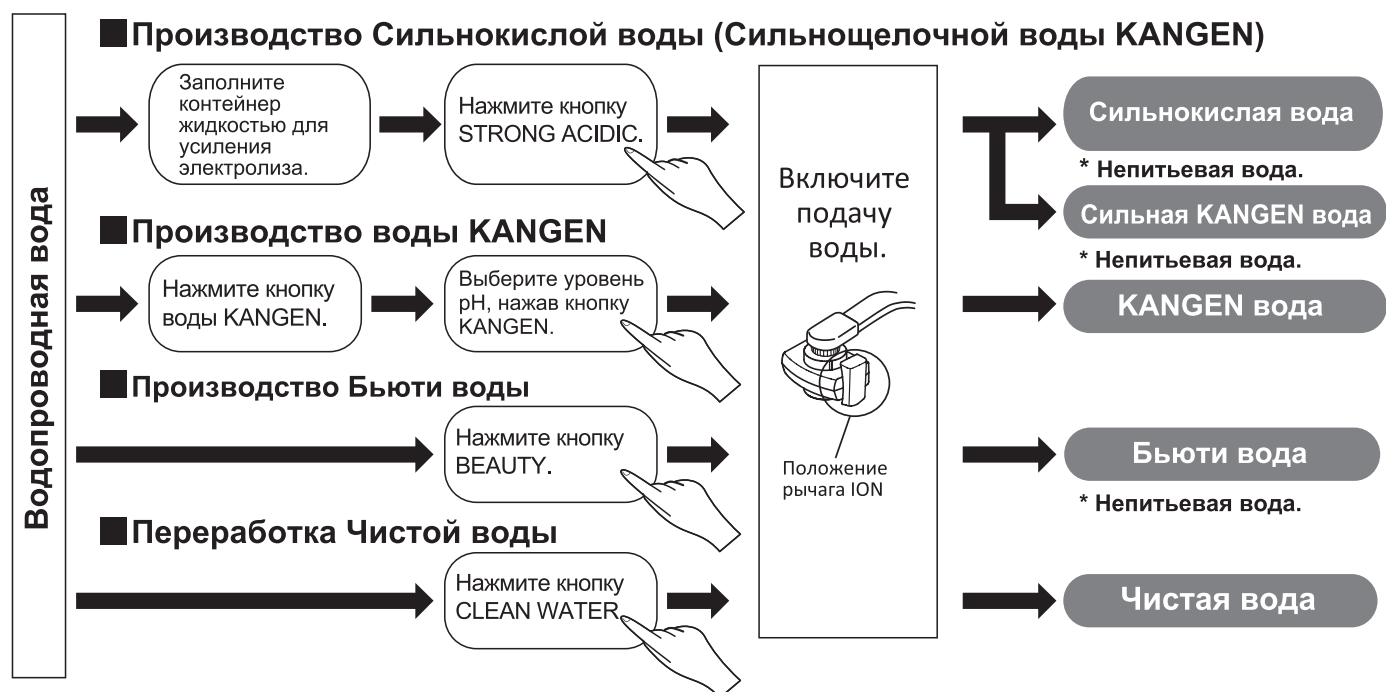 Водопроводная вода
Производство Сильнокислой воды (Сильнощелочной воды KANGEN)
Заполните
контейнер
жидкостью для
усиления
электролиза.
Нажмите кнопку
STRONG ACIDIC.
Производство воды KANGEN
Нажмите кнопку
воды KANGEN.
Выберите уровень
pH, нажав кнопку
KANGEN.
Производство Бьюти воды
Нажмите кнопку
BEAUTY.
Переработка Чистой воды
Нажмите кнопку
CLEAN WATER.
Включите
подачу
воды.
Положение
рычага ION
Сильнокислая вода
* Непитьевая вода.
Сильная KANGEN вода
* Непитьевая вода.
KANGEN вода
Бьюти вода
* Непитьевая вода.
Чистая вода